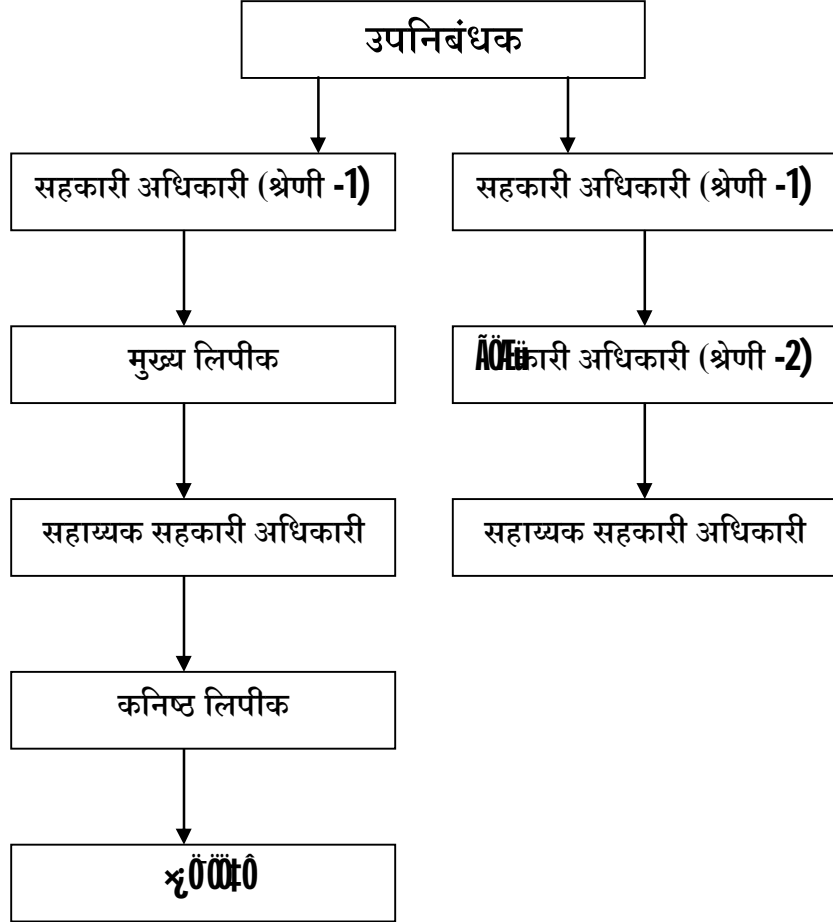 उपनिबंधक
सहकारी अधिकारी (श्रेणी -1)
सहकारी अधिकारी (श्रेणी -1)
मुख्य लिपीक
कारी अधिकारी (श्रेणी -2)
सहाय्यक सहकारी अधिकारी
सहाय्यक सहकारी अधिकारी
कनिष्ठ लिपीक